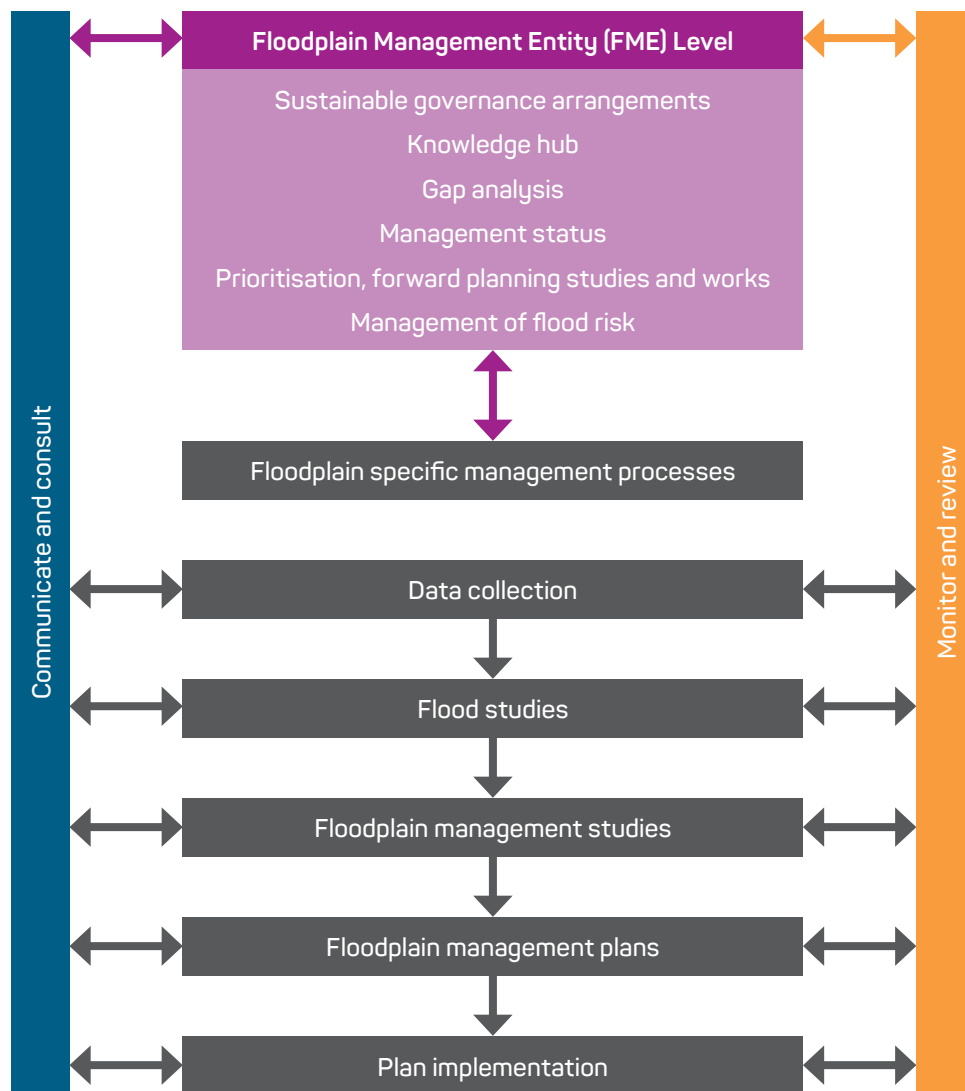 Floodplain Management Entity (FME) Level
Sustainable governance arrangements
Knowledge hub
Gap analysis
Management status
Prioritisation, forward planning studies and works
Management of flood risk
Communicate and consult
Monitor and review
Floodplain specific management processes
Data collection
Flood studies
Floodplain management studies
Floodplain management plans
Plan implementation